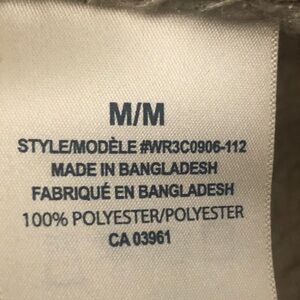 M/M
STYLE/MODÈLE #WR3C0906-112
MADE IN BANGLADESH
FABRIQUÉ EN BANGLADESH
100% POLYESTER/POLYESTER
CA 03961